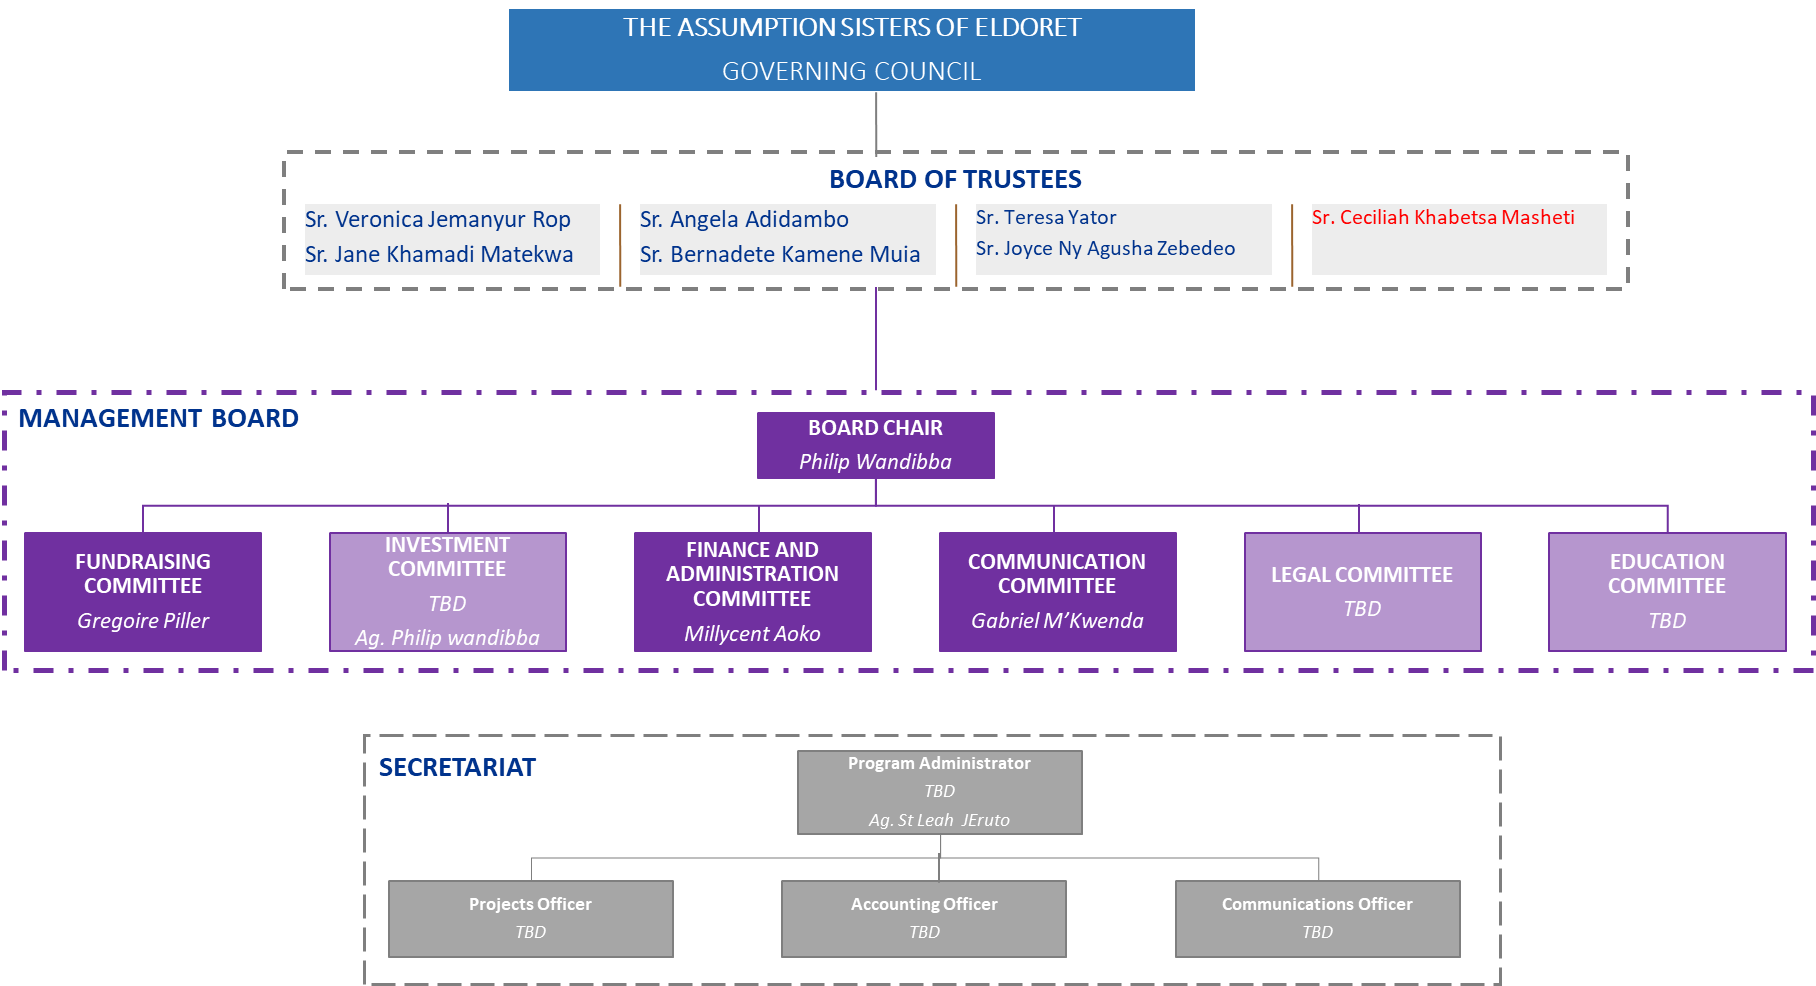 THE ASSUMPTION SISTERS OF ELDORET
GOVERNING COUNCIL
BOARD OF TRUSTEES
Sr. Veronica Jemanyur Rop
Sr. Jane Khamadi Matekwa
Sr. Angela Adidambo
Sr. Bernadete Kamene Muia
Sr. Teresa Yator
Sr. Joyce Ny Agusha Zebedeo
Sr. Ceciliah Khabetsa Masheti
MANAGEMENT BOARD
BOARD CHAIR
Philip Wandibba
FUNDRAISING
COMMITTEE
Gregoire Piller
INVESTMENT
COMMITTEE
TBD
Ag. Philip wandibba
FINANCE AND
ADMINISTRATION
COMMITTEE
Millycent Aoko
COMMUNICATION
COMMITTEE
Gabriel M’Kwenda
LEGAL COMMITTEE
TBD
EDUCATION
COMMITTEE
TBD
SECRETARIAT
Program Administrator
TBD
Ag. St Leah JEruto
Projects Officer
TBD
Accounting Officer
TBD
Communications Officer
TBD